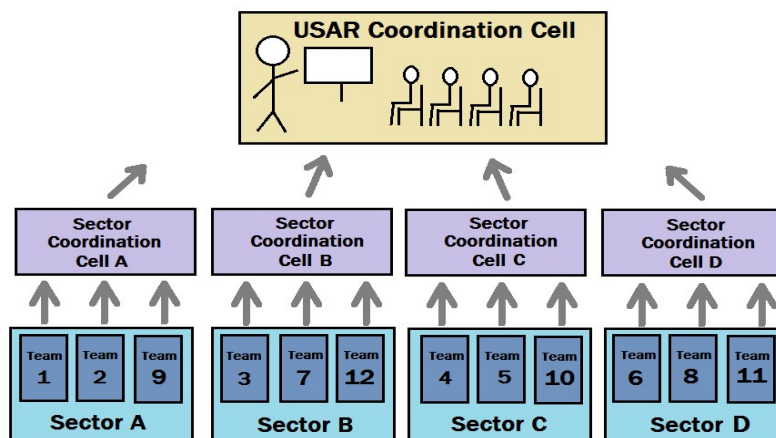 USAR Coordination Cell
Sector
Coordination
Cell A
Sector
Coordination
Cell B
Sector
Coordination
Cell C
Sector
Coordination
Cell D
Team
1
Team
2
Team
9
Sector A
Team
3
Team
7
Team
12
Sector B
Team
4
Team
5
Team
10
Sector C
Team
6
Team
8
Team
11
Sector D